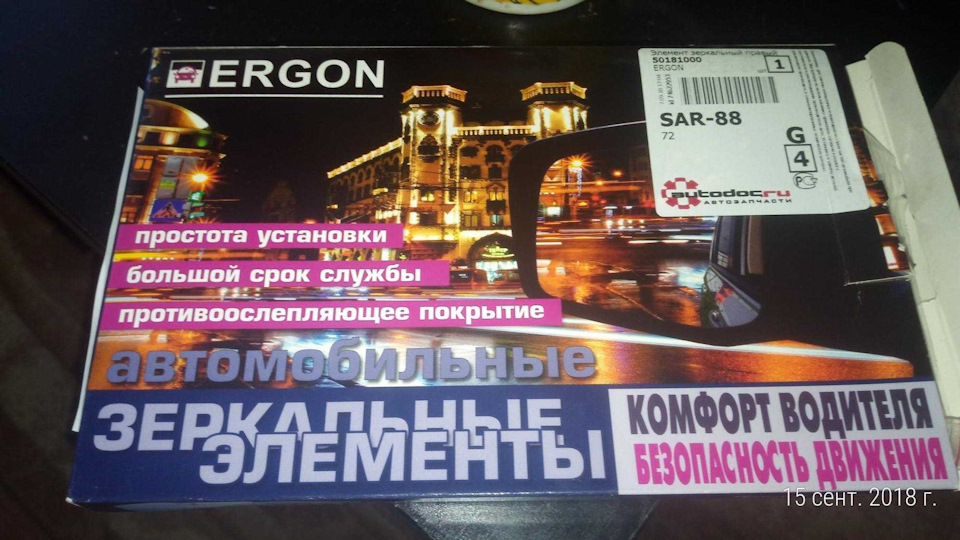 ERGON
Элемент зеркальный правый
50181000
ERGON
1
SAR-88
72
G
4
autodoc.ru
АВТОЗАПЧАСТИ
простота установки
большой срок службы
противоослепляющее покрытие
автомобильные
ЗЕРКАЛЬНЫЕ
ЭЛЕМЕНТЫ
КОМФОРТ ВОДИТЕЛЯ
БЕЗОПАСНОСТЬ ДВИЖЕНИЯ
15 сент. 2018 г.